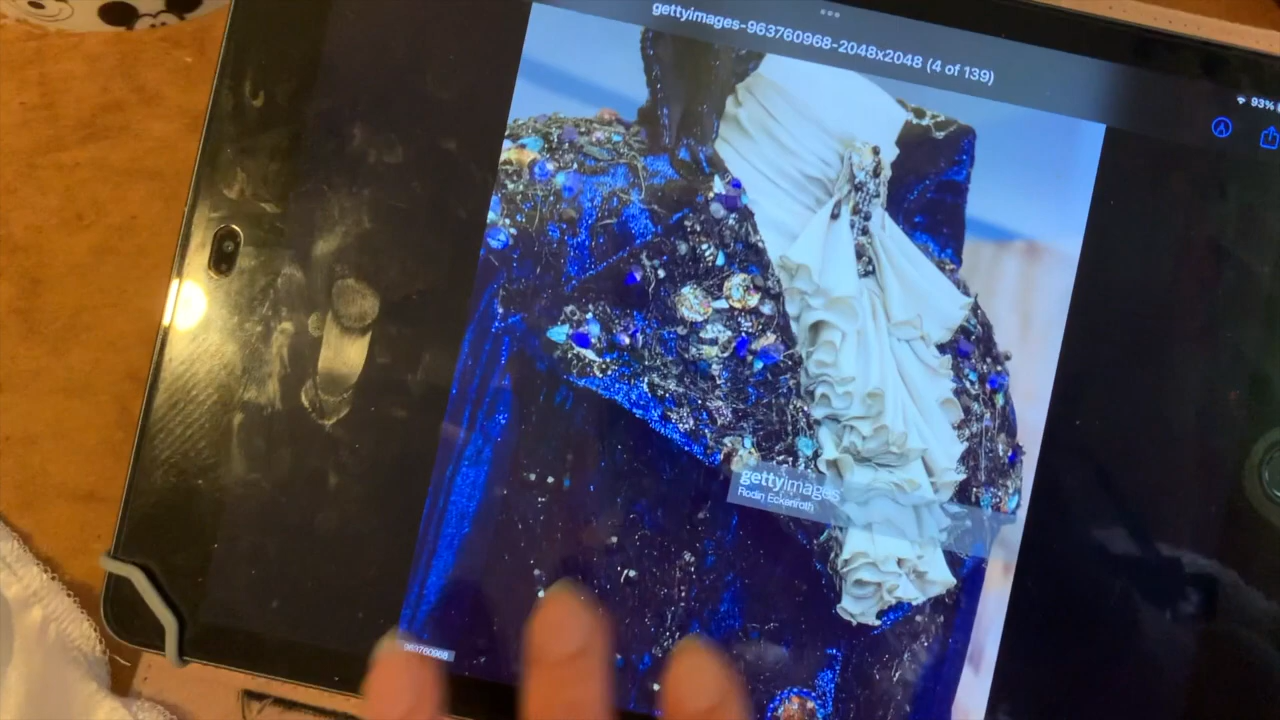 gettyimages-963760968-2048x2048 (4 of 139)
93%
gettyimages
Rodin Eckenroth
963760968